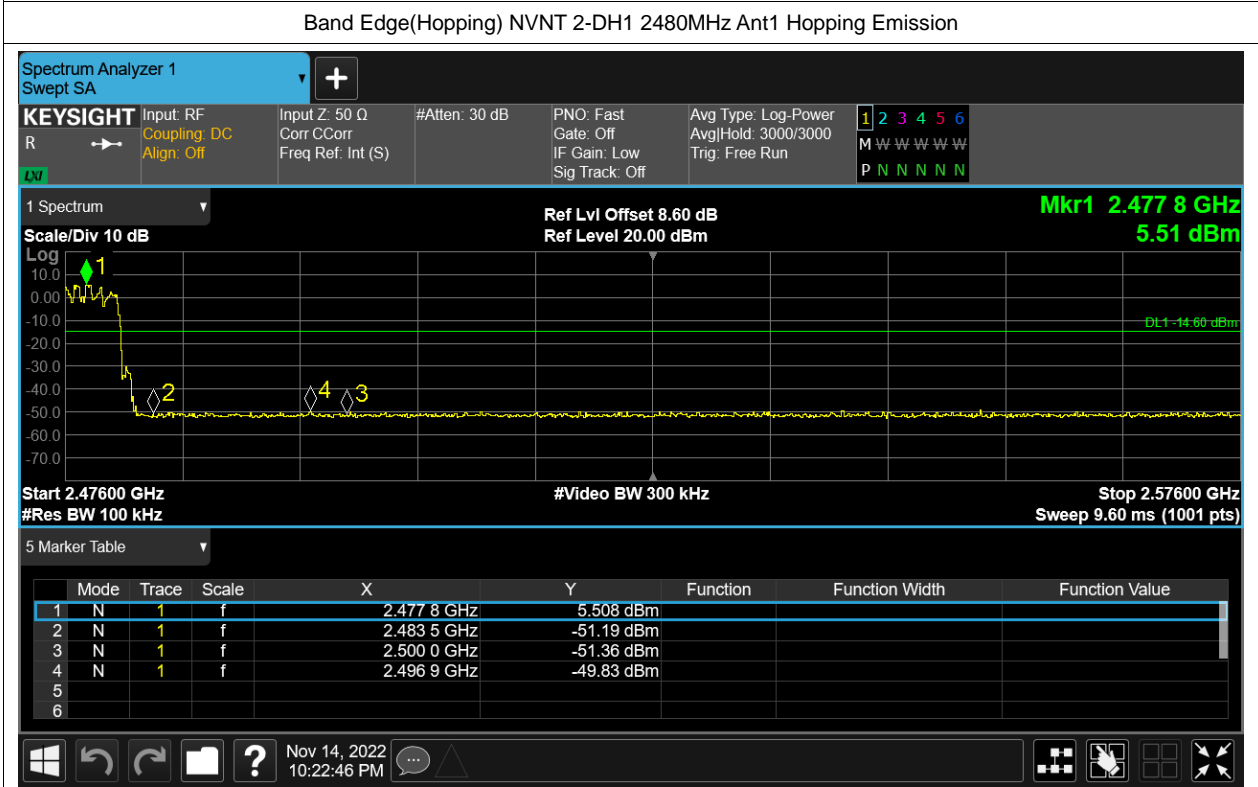 Band Edge(Hopping) NVNT 2-DH1 2480MHz Ant1 Hopping Emission
Spectrum Analyzer 1
Swept SA
KEYSIGHT
R
LXI
Input: RF
Coupling: DC
Align: Off
Input Z: 50 Ω
Corr CCorr
Freq Ref: Int (S)
#Atten: 30 dB
PNO: Fast
Gate: Off
IF Gain: Low
Sig Track: Off
Avg Type: Log-Power
Avg|Hold: 3000/3000
Trig: Free Run
1 2 3 4 5 6
M W W W W W
P N N N N N
1 Spectrum
Scale/Div 10 dB
Ref Lvl Offset 8.60 dB
Ref Level 20.00 dBm
Mkr1 2.477 8 GHz
5.51 dBm
Log
10.0
0.00
-10.0
-20.0
-30.0
-40.0
-50.0
-60.0
-70.0
1
2
4
3
DL1 -14.60 dBm
Start 2.47600 GHz
#Res BW 100 kHz
#Video BW 300 kHz
Stop 2.57600 GHz
Sweep 9.60 ms (1001 pts)
5 Marker Table
Mode Trace Scale X Y Function Function Width Function Value
1 N 1 f 2.477 8 GHz 5.508 dBm
2 N 1 f 2.483 5 GHz -51.19 dBm
3 N 1 f 2.500 0 GHz -51.36 dBm
4 N 1 f 2.496 9 GHz -49.83 dBm
5
6
?
Nov 14, 2022
10:22:46 PM